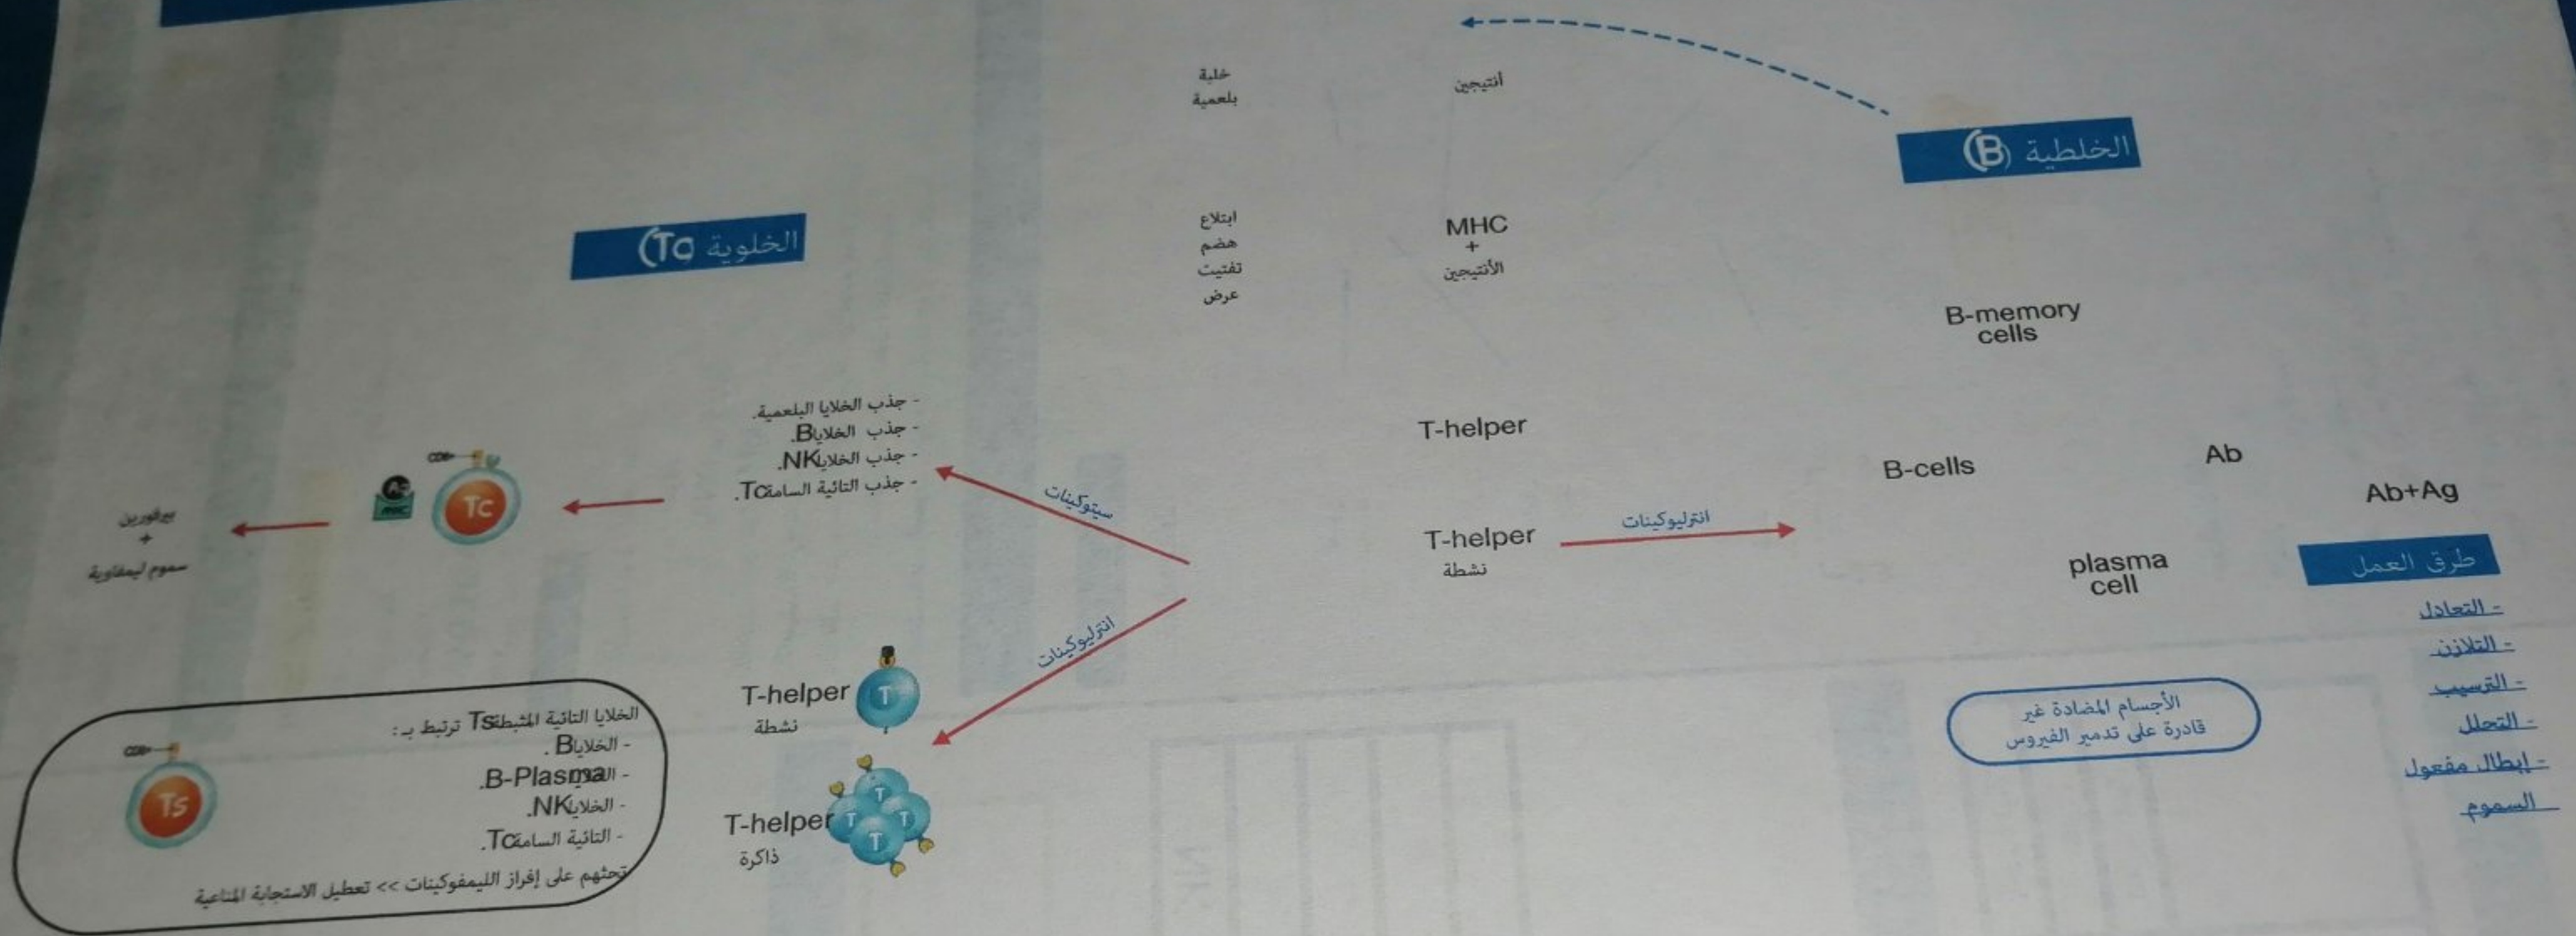 أنتيجين
خلية
بلعمية
الخلطية (B)
MHC
+
الأنتيجين
ابتلاع
هضم
تفتيت
عرض
الخلوية (Tc
B-memory
cells
T-helper
B-cells
Ab
Ab+Ag
T-helper
نشطة
انترليوكينات
plasma
cell
طرق العمل
- التعادل
- التلازن
- الترسيب
- التحلل
- إبطال مفعول
السموم
الأجسام المضادة غير
قادرة على تدمير الفيروس
سيتوكينات
- جذب الخلايا البلعمية.
- جذب الخلايا B.
- جذب الخلايا NK.
- جذب التائية السامة Tc.
CD8
Tc
MHC
بيرفورين
+
سموم ليمفاوية
انترليوكينات
T-helper
نشطة
T
T-helper
ذاكرة
T
T
T
T
الخلايا التائية المثبطة Ts ترتبط بـ:
- الخلايا B.
- الخلايا B-Plasma.
- الخلايا NK.
- التائية السامة Tc.
تحثهم على إفراز الليمفوكينات >> تعطيل الاستجابة المناعية
CD8
Ts